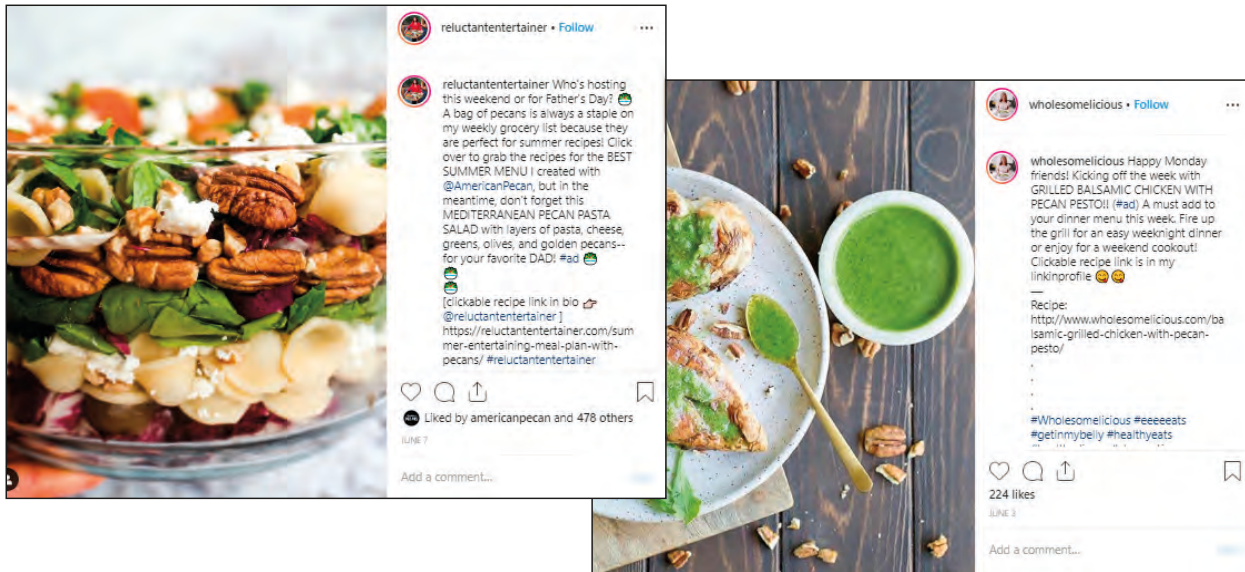 reluctantentertainer • Follow
reluctantentertainer Who's hosting
this weekend or for Father's Day?
A bag of pecans is always a staple on
my weekly grocery list because they
are perfect for summer recipes! Click
over to grab the recipes for the BEST
SUMMER MENU I created with
@AmericanPecan, but in the
meantime, don't forget this
MEDITERRANEAN PECAN PASTA
SALAD with layers of pasta, cheese,
greens, olives, and golden pecans--
for your favorite DAD! #ad
[clickable recipe link in bio 👉
@reluctantentertainer ]
https://reluctantentertainer.com/sum
mer-entertaining-meal-plan-with-
pecans/ #reluctantentertainer
Liked by americanpecan and 478 others
JUNE 7
Add a comment...
wholesomelicious • Follow
wholesomelicious Happy Monday
friends! Kicking off the week with
GRILLED BALSAMIC CHICKEN WITH
PECAN PESTO!! (#ad) A must add to
your dinner menu this week. Fire up
the grill for an easy weeknight dinner
or enjoy for a weekend cookout!
Clickable recipe link is in my
linkinprofile 😋 😋
—
Recipe:
http://www.wholesomelicious.com/ba
lsamic-grilled-chicken-with-pecan-
pesto/
.
.
.
.
#Wholesomelicious #eeeeeats
#getinmybelly #healthyeats
224 likes
JUNE 3
Add a comment...